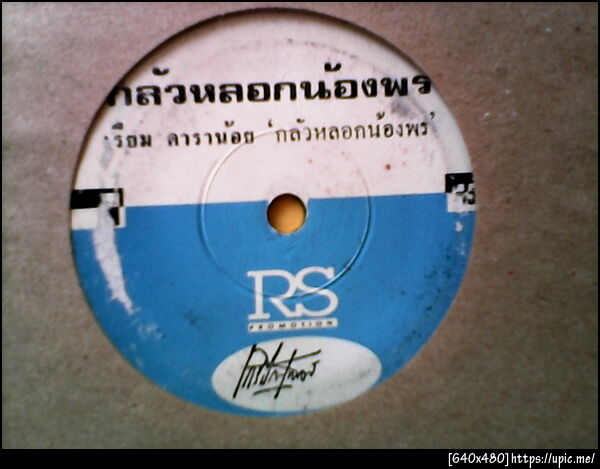 กลัวหลอกน้องพร
เรียม ดาราน้อย 'กลัวหลอกน้องพร'
RS
RS
PROMOTION
[640x480]https://upic.me/